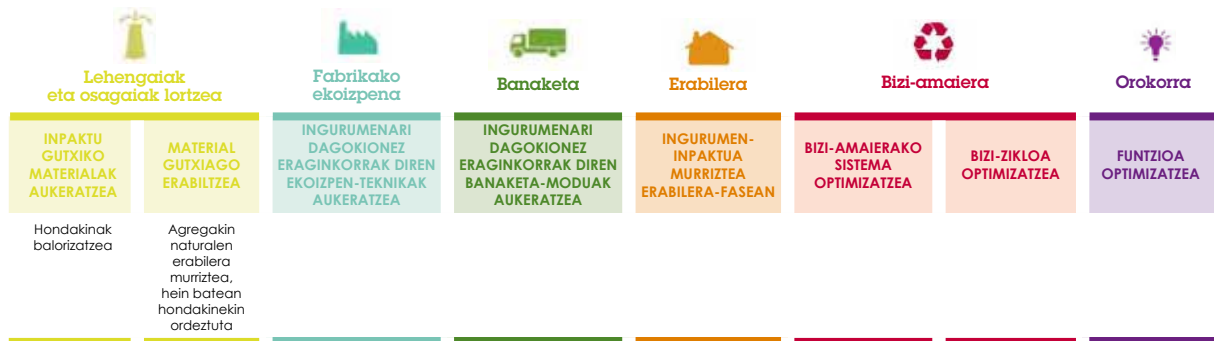 Lehengaiak
eta osagaiak lortzea
Fabrikako
ekoizpena
Banaketa
Erabilera
Bizi-amaiera
Orokorra
INPAKTU
GUTXIKO
MATERIALAK
AUKERATZEA
MATERIAL
GUTXIAGO
ERABILTZEA
INGURUMENARI
DAGOKIONEZ
ERAGINKORRAK DIREN
EKOIZPEN-TEKNIKAK
AUKERATZEA
INGURUMENARI
DAGOKIONEZ
ERAGINKORRAK DIREN
BANAKETA-MODUAK
AUKERATZEA
INGURUMEN-
INPAKTUA
MURRIZTEA
ERABILERA-FASEAN
BIZI-AMAIERAKO
SISTEMA
OPTIMIZATZEA
BIZI-ZIKLOA
OPTIMIZATZEA
FUNTZIOA
OPTIMIZATZEA
Hondakinak
balorizatzea
Agregakin
naturalen
erabilera
murriztea,
hein batean
hondakinekin
ordeztuta